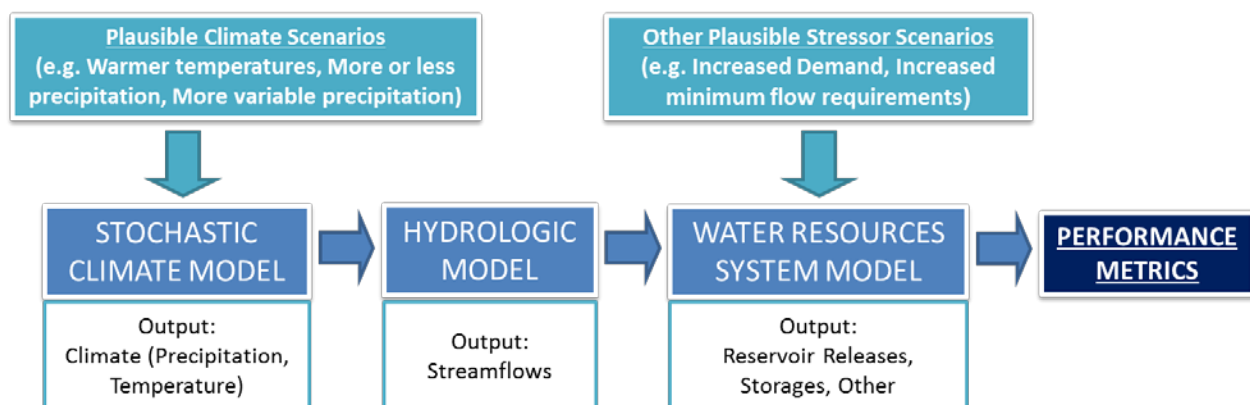 Plausible Climate Scenarios
(e.g. Warmer temperatures, More or less
precipitation, More variable precipitation)
Other Plausible Stressor Scenarios
(e.g. Increased Demand, Increased
minimum flow requirements)
STOCHASTIC
CLIMATE MODEL
HYDROLOGIC
MODEL
WATER RESOURCES
SYSTEM MODEL
PERFORMANCE
METRICS
Output:
Climate (Precipitation,
Temperature)
Output:
Streamflows
Output:
Reservoir Releases,
Storages, Other